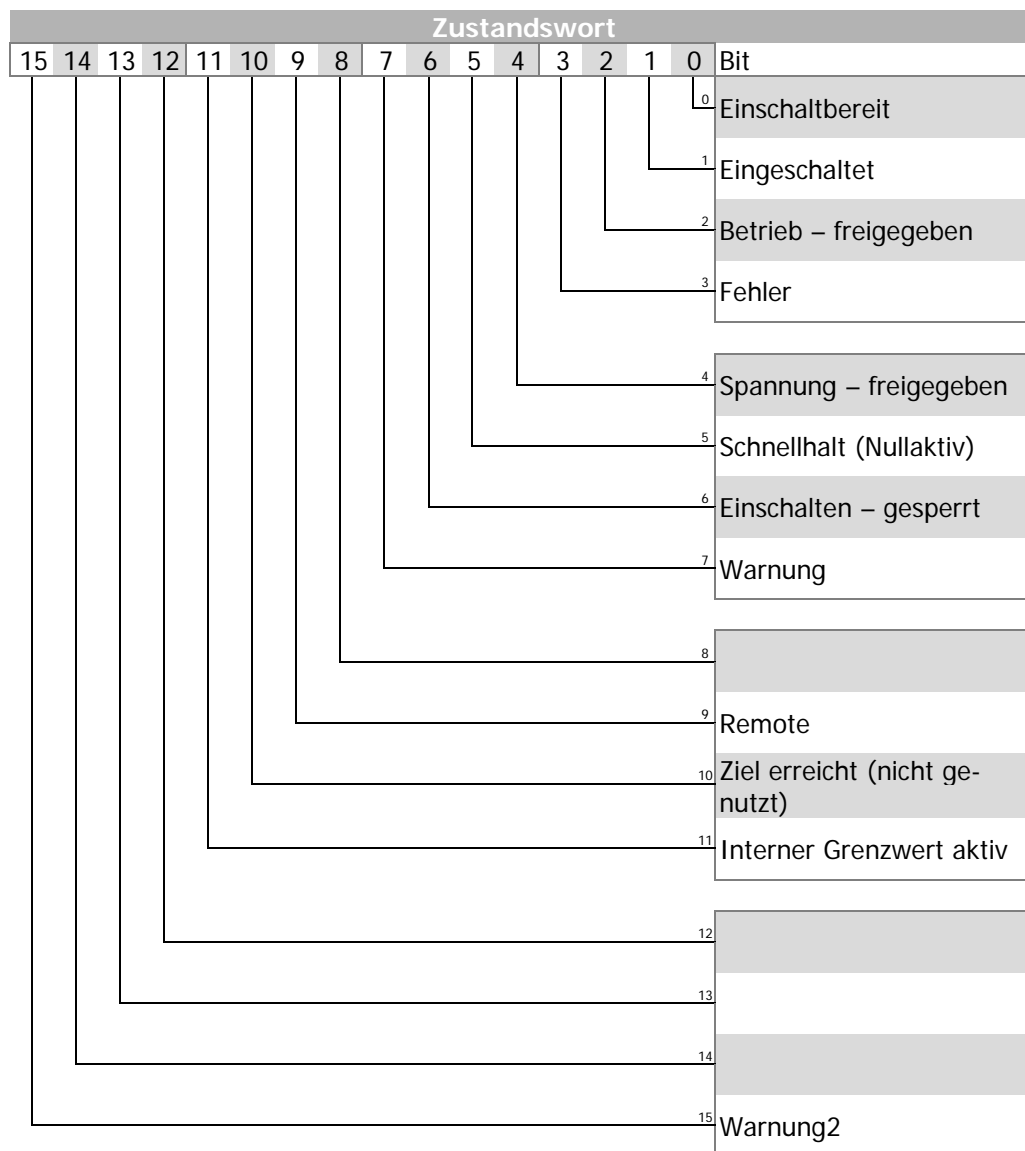 Zustandswort
15 14 13 12 11 10 9 8 7 6 5 4 3 2 1 0 Bit
0 Einschaltbereit
1 Eingeschaltet
2 Betrieb – freigegeben
3 Fehler
4 Spannung – freigegeben
5 Schnellhalt (Nullaktiv)
6 Einschalten – gesperrt
7 Warnung
8
9 Remote
10 Ziel erreicht (nicht ge-
nutzt)
11 Interner Grenzwert aktiv
12
13
14
15 Warnung2